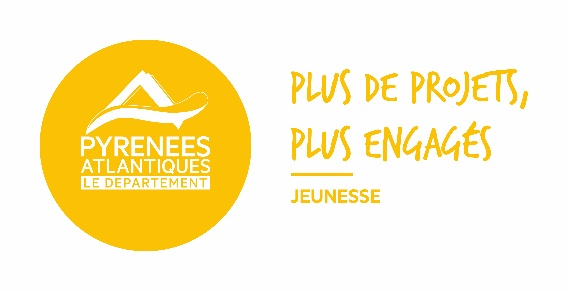 PYRENEES
ATLANTIQUES
LE DEPARTEMENT
PLUS DE PROJETS,
PLUS ENGAGÉS
JEUNESSE